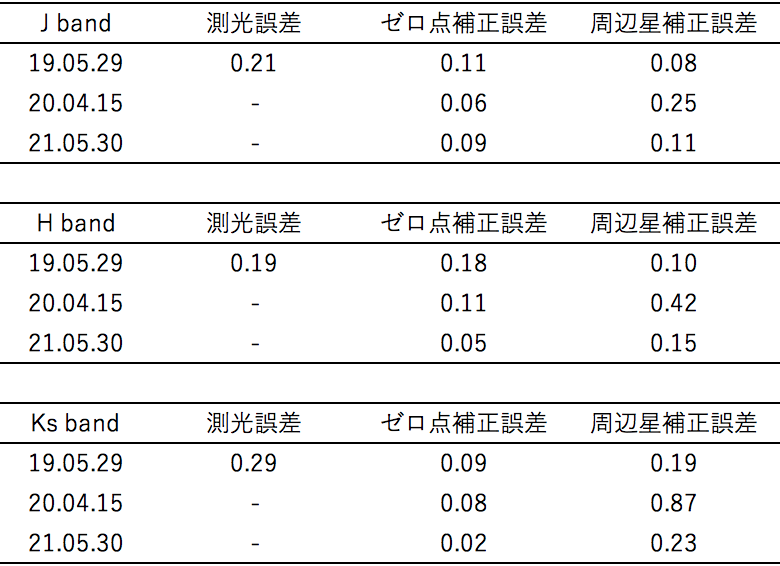 J band 測光誤差 ゼロ点補正誤差 周辺星補正誤差
19.05.29 0.21 0.11 0.08
20.04.15 - 0.06 0.25
21.05.30 - 0.09 0.11
H band 測光誤差 ゼロ点補正誤差 周辺星補正誤差
19.05.29 0.19 0.18 0.10
20.04.15 - 0.11 0.42
21.05.30 - 0.05 0.15
Ks band 測光誤差 ゼロ点補正誤差 周辺星補正誤差
19.05.29 0.29 0.09 0.19
20.04.15 - 0.08 0.87
21.05.30 - 0.02 0.23